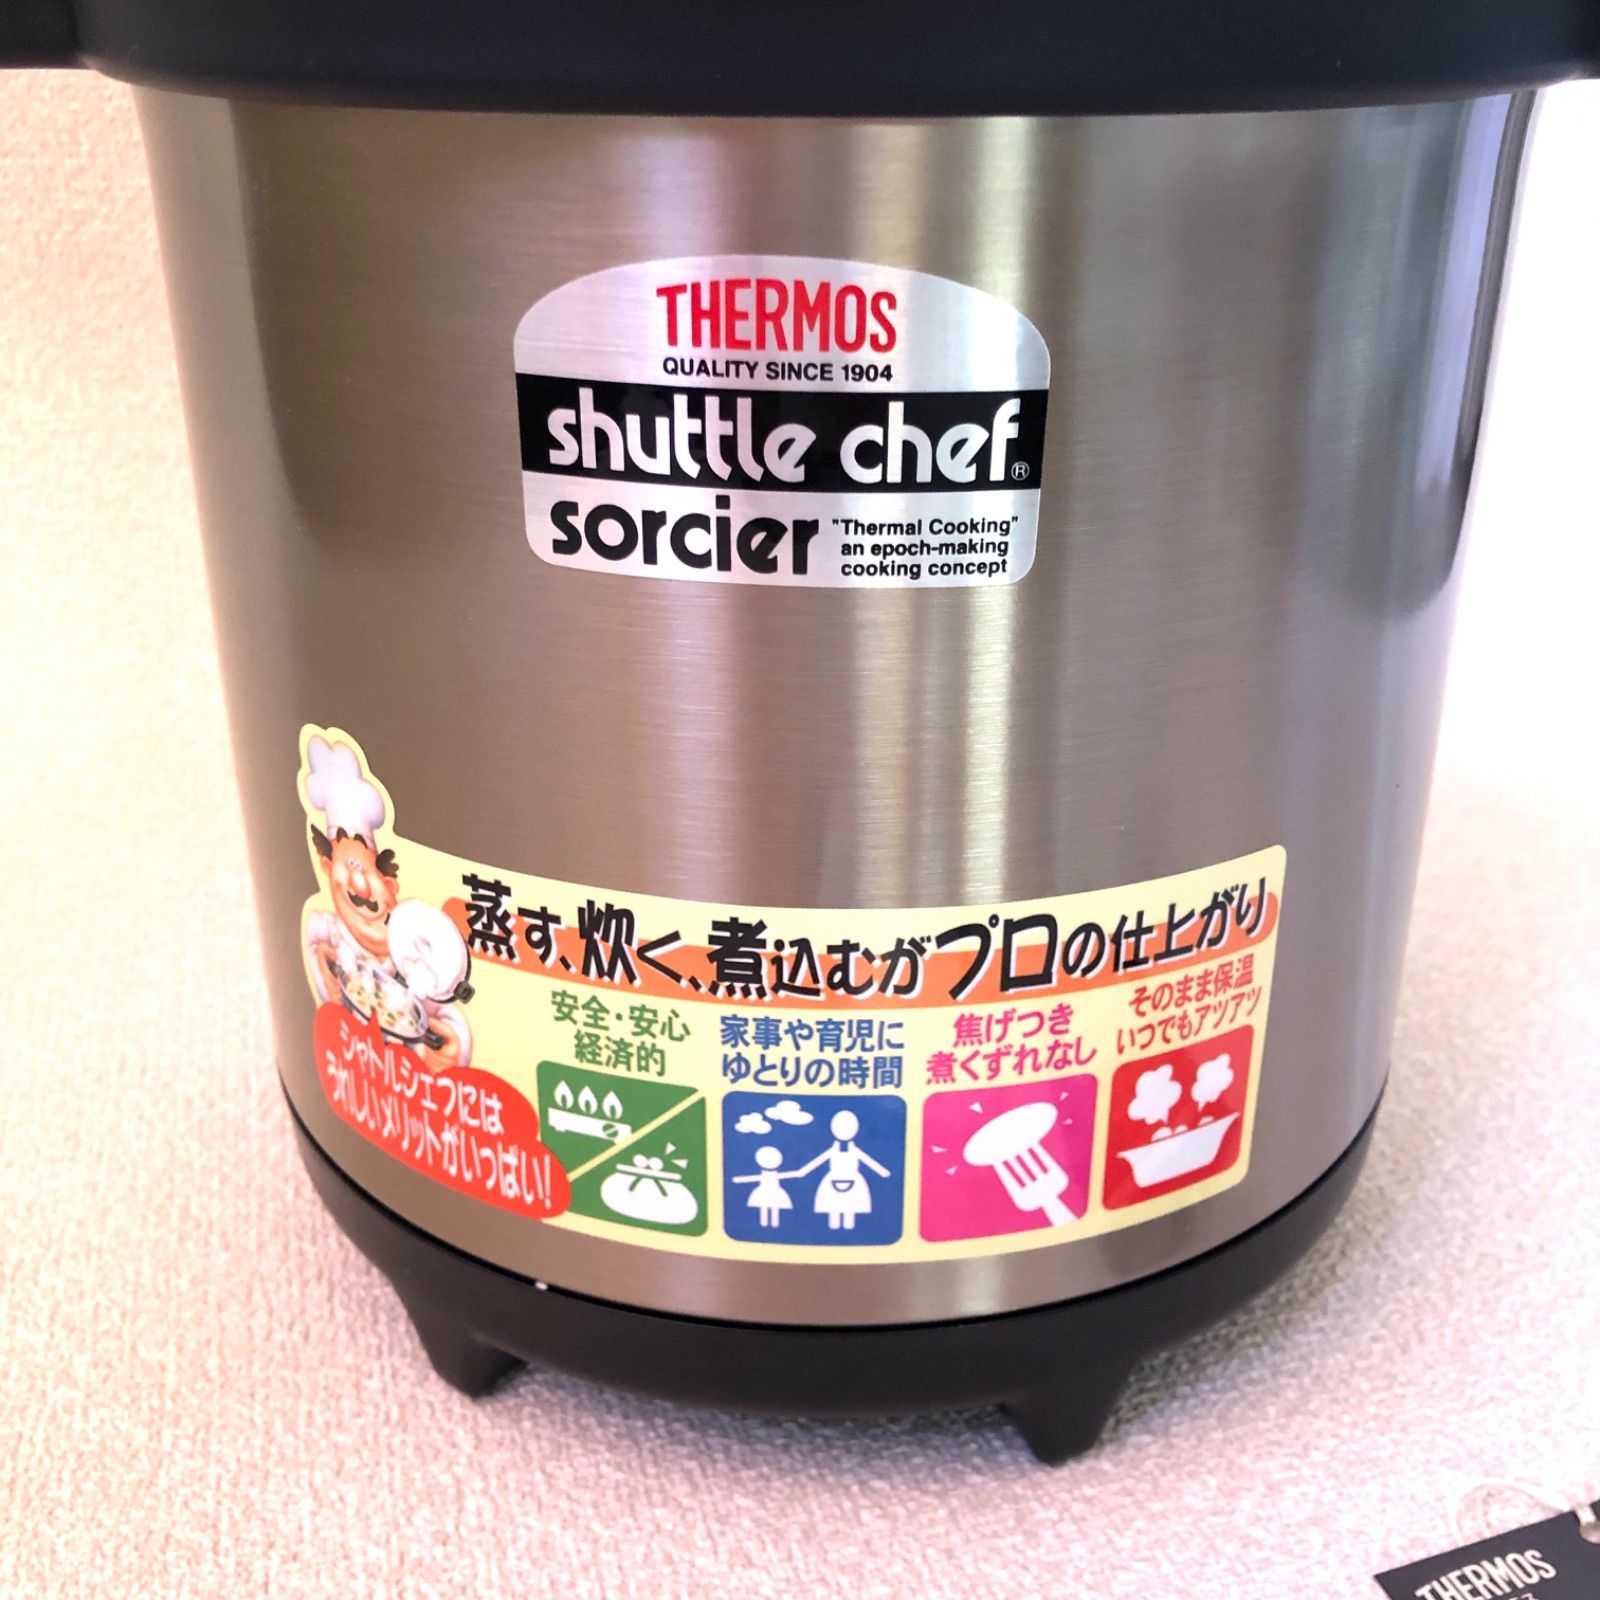 THERMOS
QUALITY SINCE 1904
shuttle chef®
sorcier
"Thermal Cooking"
an epoch-making
cooking concept
蒸す、炊く、煮込むがプロの仕上がり
シャトルシェフには
うれしいメリットがいっぱい!
安全・安心
経済的
家事や育児に
ゆとりの時間
焦げつき
煮くずれなし
そのまま保温
いつでもアツアツ
THERMOS